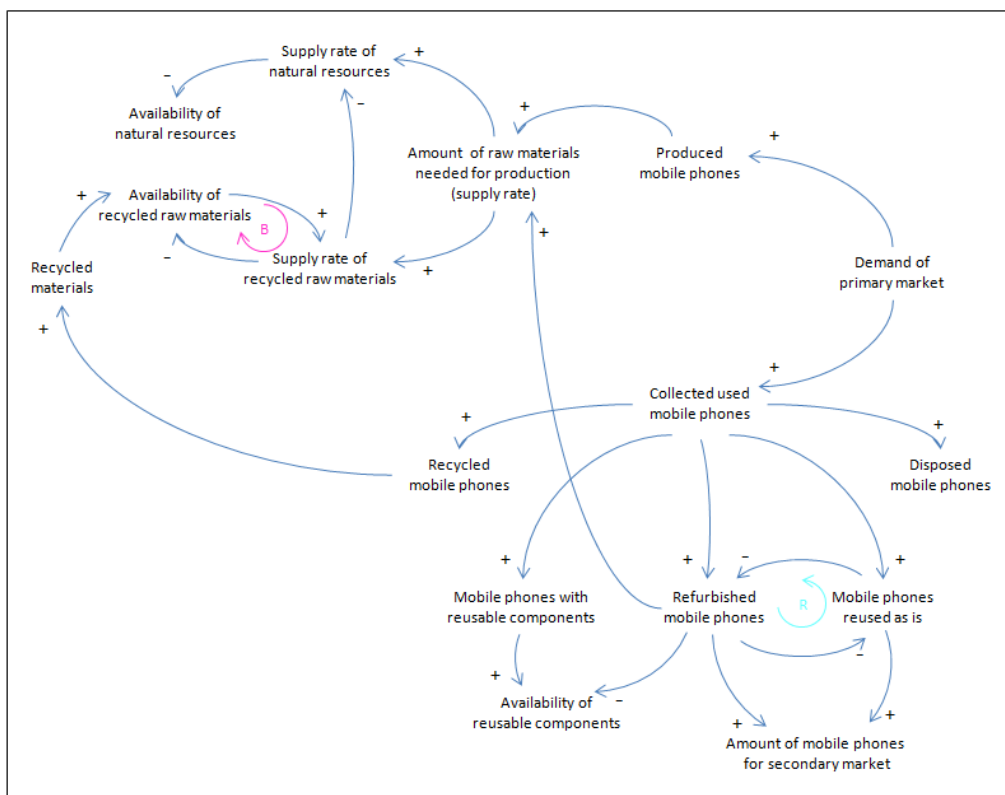 Supply rate of
natural resources
+
−
−
Availability of
natural resources
+
+
Amount of raw materials
needed for production
(supply rate)
Produced
mobile phones
Availability of
recycled raw materials
+
+
B
+
−
Supply rate of
recycled raw materials
+
Recycled
materials
Demand of
primary market
+
+
Collected used
mobile phones
+
+
Recycled
mobile phones
Disposed
mobile phones
+
+
−
+
Mobile phones with
reusable components
Refurbished
mobile phones
R
Mobile phones
reused as is
−
+
−
Availability of
reusable components
+
+
Amount of mobile phones
for secondary market